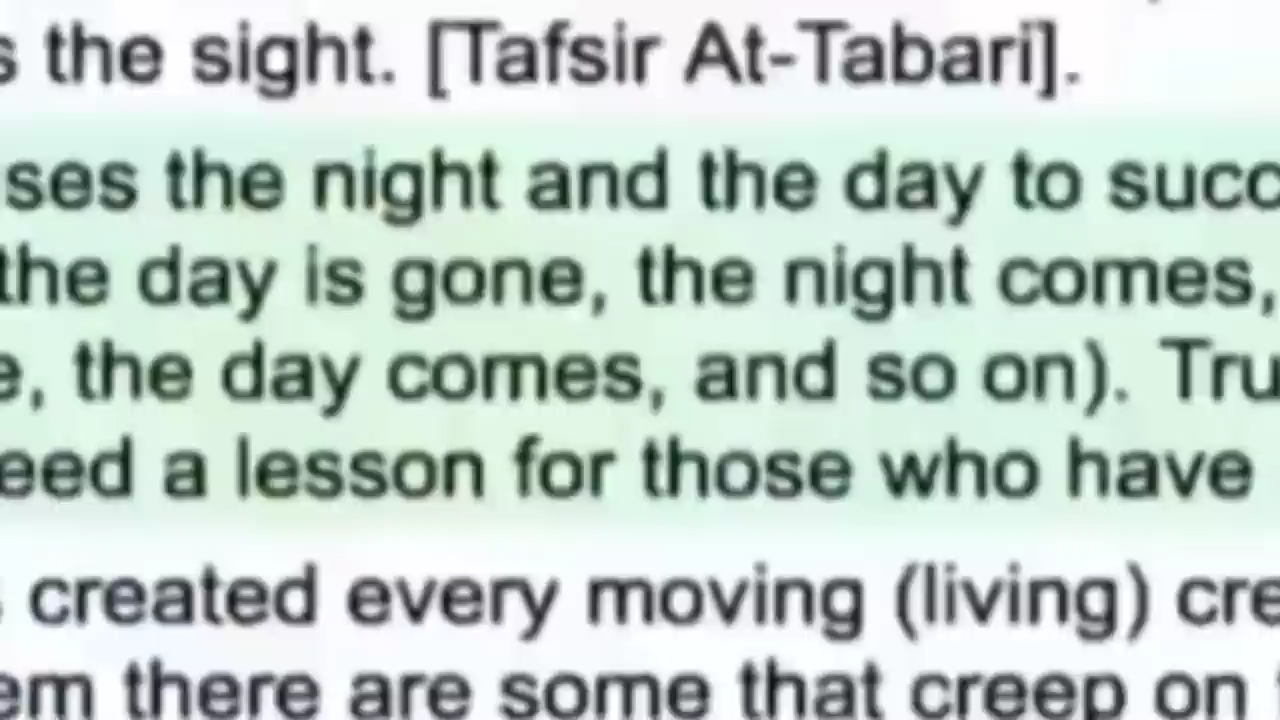 s the sight. [Tafsir At-Tabari].
ses the night and the day to succ
the day is gone, the night comes,
e, the day comes, and so on). Tru
eed a lesson for those who have
created every moving (living) cre
em there are some that creep on